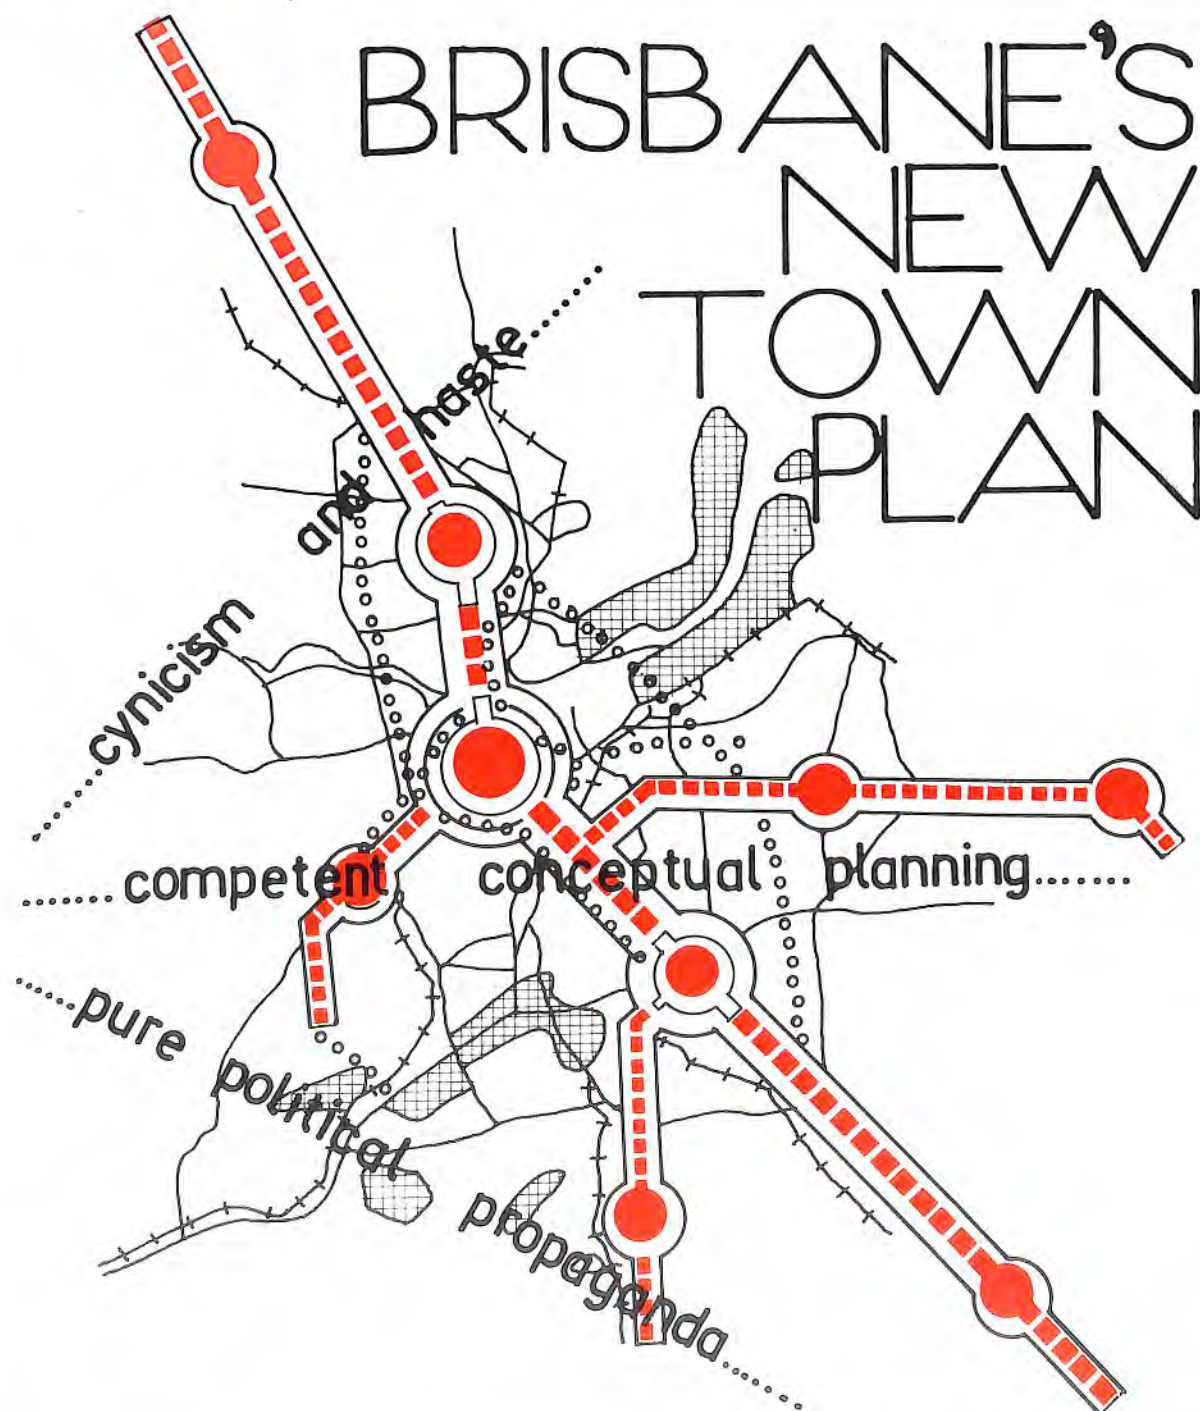 BRISBANE'S
NEW
TOWN
PLAN
.....cynicism and haste.....
.....competent conceptual planning.....
.....pure political propaganda.....